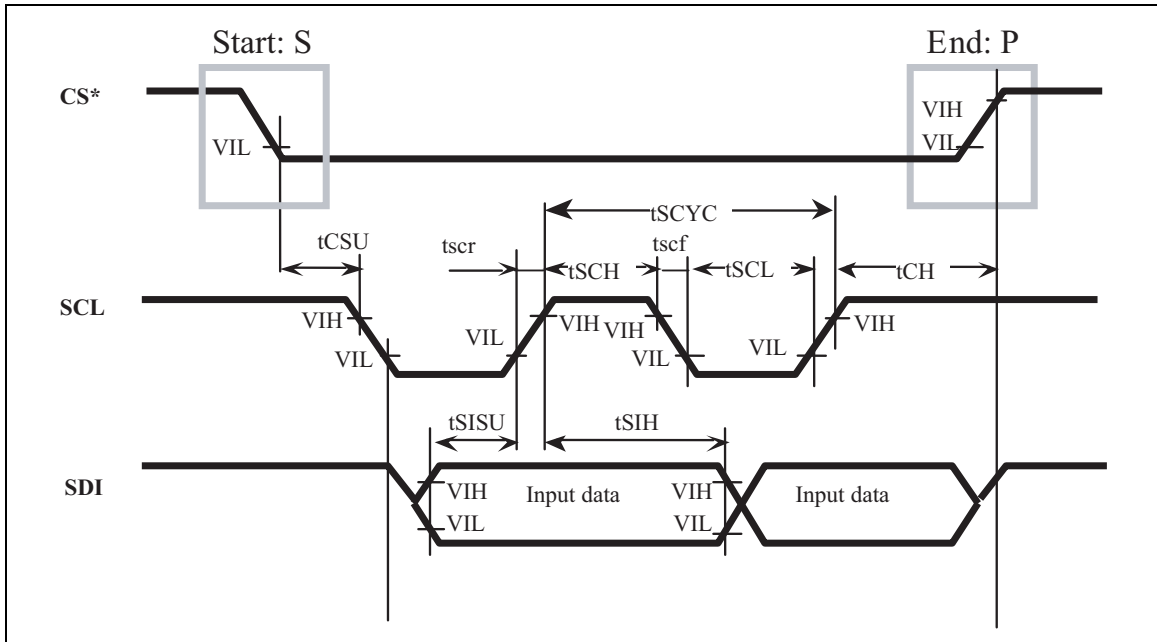 Start: S
End: P
CS*
VIL
VIH
VIL
tSCYC
tCSU
tscr
tSCH
tscf
tSCL
tCH
SCL
VIH
VIL
VIL
VIH
VIH
VIL
VIL
VIH
tSISU
tSIH
SDI
VIH
VIL
Input data
VIH
VIL
Input data